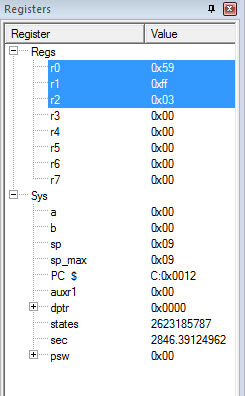 Registers
Register Value
Regs
r0 0x59
r1 0xff
r2 0x03
r3 0x00
r4 0x00
r5 0x00
r6 0x00
r7 0x00
Sys
a 0x00
b 0x00
sp 0x09
sp_max 0x09
PC $ C:0x0012
auxr1 0x00
dptr 0x0000
states 2623185787
sec 2846.39124962
psw 0x00